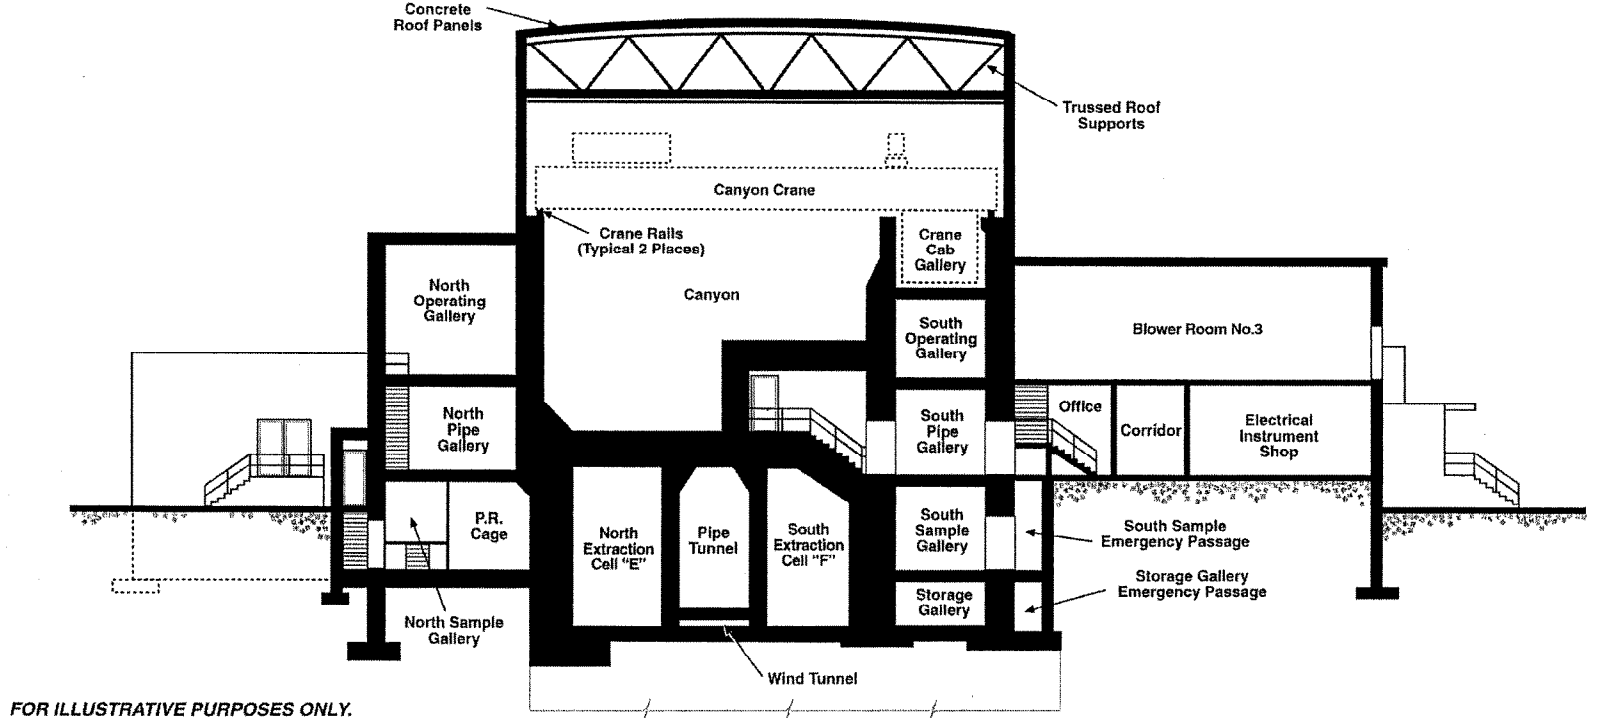 Concrete
Roof Panels
Trussed Roof
Supports
Canyon Crane
Crane Rails
(Typical 2 Places)
Crane
Cab
Gallery
North
Operating
Gallery
Canyon
South
Operating
Gallery
Blower Room No.3
North
Pipe
Gallery
South
Pipe
Gallery
Office
Corridor
Electrical
Instrument
Shop
P.R.
Cage
North
Extraction
Cell "E"
Pipe
Tunnel
South
Extraction
Cell "F"
South
Sample
Gallery
South Sample
Emergency Passage
Storage
Gallery
Storage Gallery
Emergency Passage
North Sample
Gallery
Wind Tunnel
FOR ILLUSTRATIVE PURPOSES ONLY.